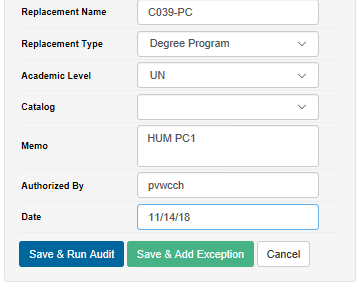 Replacement Name C039-PC
Replacement Type Degree Program
Academic Level UN
Catalog
Memo HUM PC1
Authorized By pvwcch
Date 11/14/18
Save & Run Audit Save & Add Exception Cancel